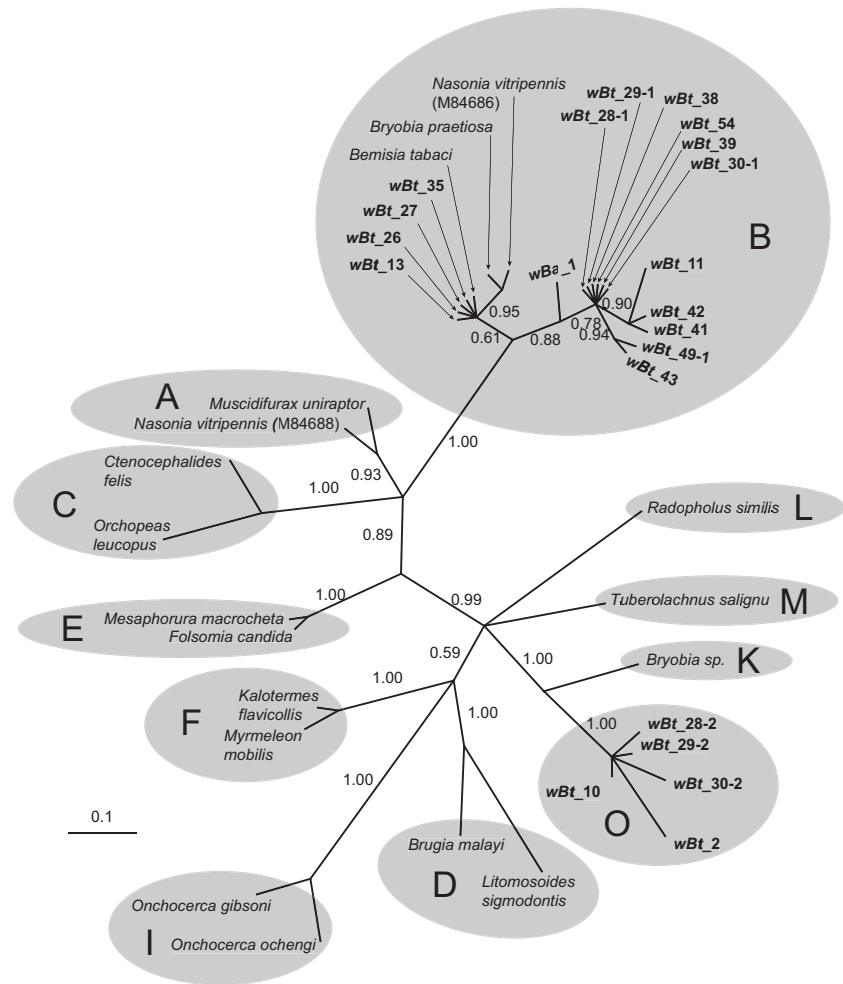 Nasonia vitripennis
(M84686)
Bryobia praetiosa
Bemisia tabaci
wBt_35
wBt_27
wBt_26
wBt_13
wBt_29-1
wBt_28-1
wBt_38
wBt_54
wBt_39
wBt_30-1
B
wBa_1
wBt_11
wBt_42
wBt_41
wBt_49-1
wBt_43
0.95
0.61
0.88
0.78
0.90
0.94
1.00
A
Muscidifurax uniraptor
Nasonia vitripennis (M84688)
0.93
C
Ctenocephalides
felis
Orchopeas
leucopus
1.00
0.89
1.00
E
Mesaphorura macrocheta
Folsomia candida
0.99
Radopholus similis
L
Tuberolachnus salignu
M
Bryobia sp.
K
1.00
0.59
1.00
F
Kalotermes
flavicollis
Myrmeleon
mobilis
1.00
1.00
wBt_28-2
wBt_29-2
wBt_30-2
wBt_10
O
wBt_2
1.00
0.1
Brugia malayi
D
Litomosoides
sigmodontis
Onchocerca gibsoni
I
Onchocerca ochengi